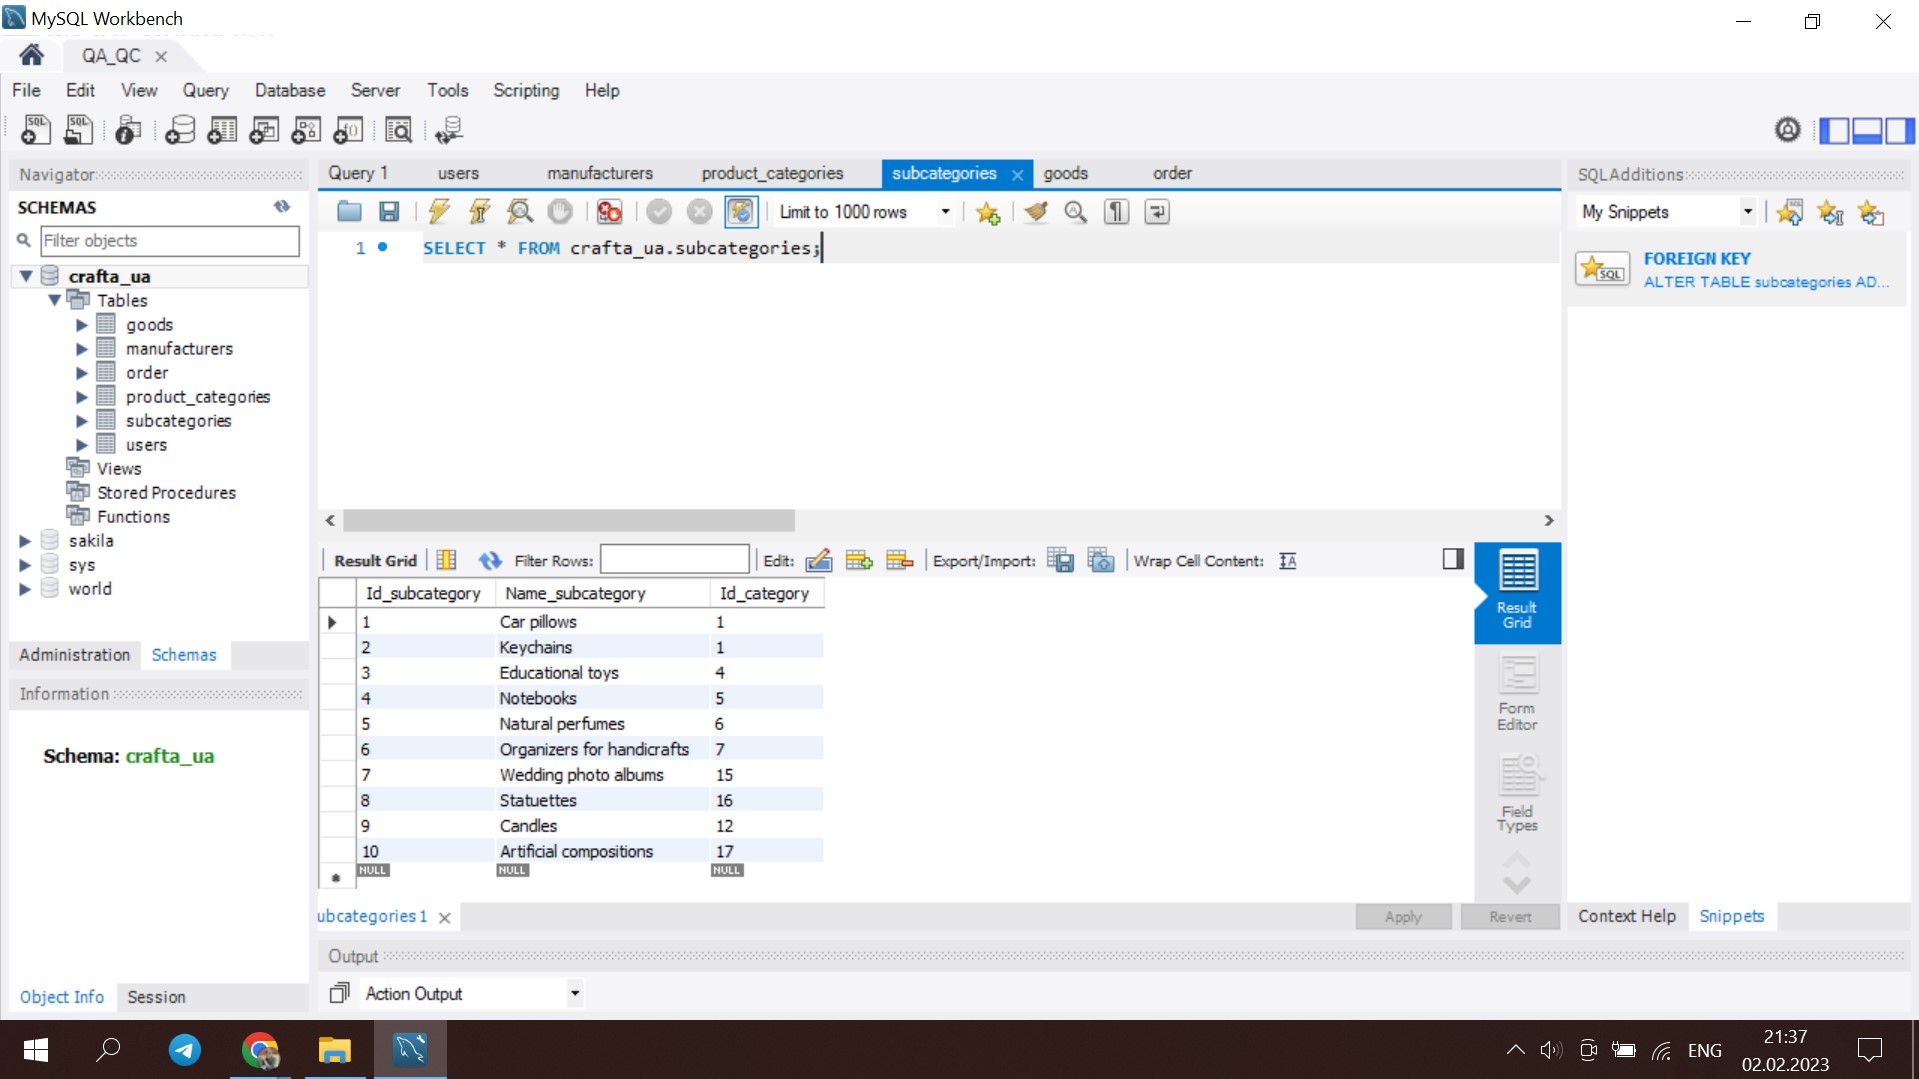 MySQL Workbench
QA_QC
File Edit View Query Database Server Tools Scripting Help
Navigator
SCHEMAS
Filter objects
crafta_ua
Tables
goods
manufacturers
order
product_categories
subcategories
users
Views
Stored Procedures
Functions
sakila
sys
world
Administration Schemas
Information
Schema: crafta_ua
Object Info Session
Query 1 users manufacturers product_categories subcategories goods order
Limit to 1000 rows
1 SELECT * FROM crafta_ua.subcategories;
Result Grid Filter Rows: Edit: Export/Import: Wrap Cell Content:
Id_subcategory Name_subcategory Id_category
1 Car pillows 1
2 Keychains 1
3 Educational toys 4
4 Notebooks 5
5 Natural perfumes 6
6 Organizers for handicrafts 7
7 Wedding photo albums 15
8 Statuettes 16
9 Candles 12
10 Artificial compositions 17
NULL NULL NULL
Result
Grid
Form
Editor
Field
Types
ubcategories 1
Apply Revert
Output
Action Output
SQLAdditions
My Snippets
SQL
FOREIGN KEY
ALTER TABLE subcategories AD...
Context Help Snippets
ENG
21:37
02.02.2023